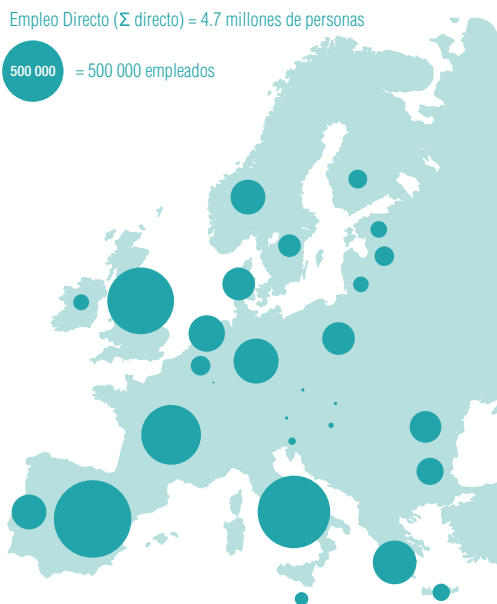 Empleo Directo (Σ directo) = 4.7 millones de personas
500 000 = 500 000 empleados